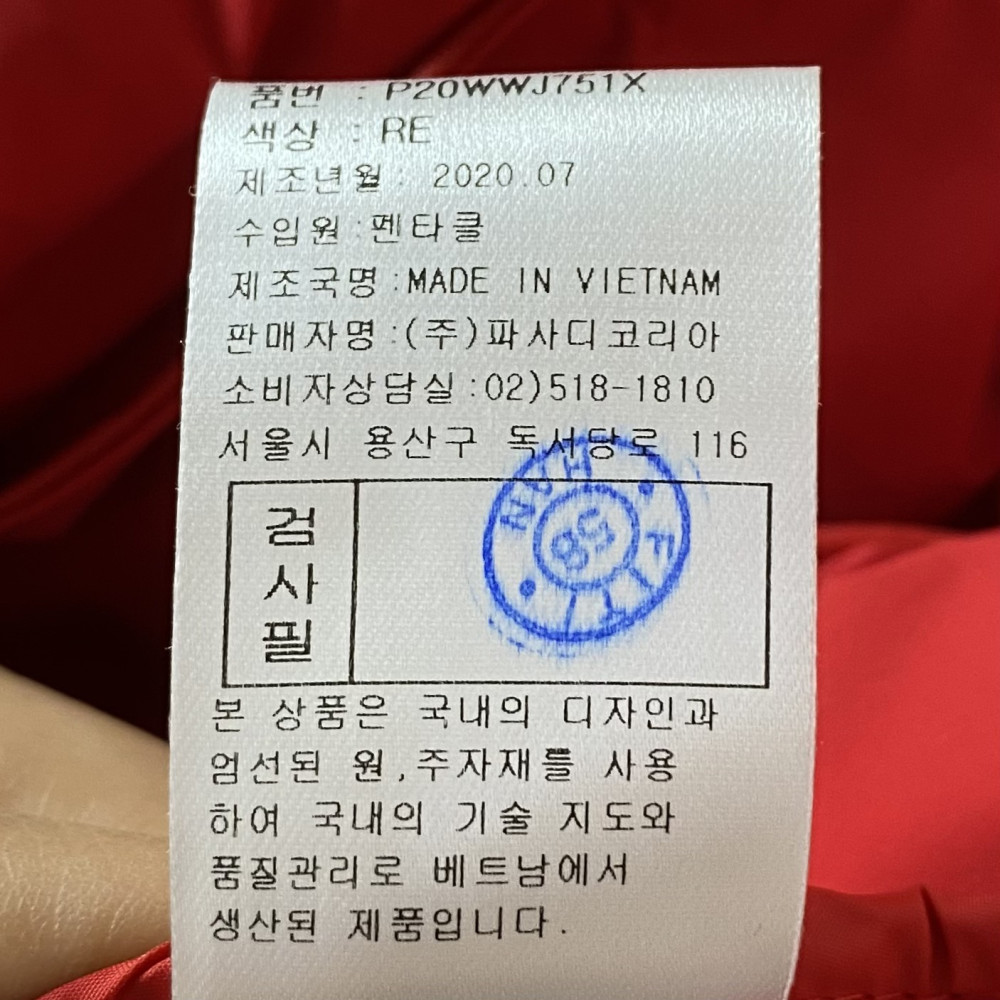 품번 : P20WWJ751X
색상 : RE
제조년월: 2020.07
수입원:펜타클
제조국명:MADE IN VIETNAM
판매자명:(주)파사디코리아
소비자상담실:02)518-1810
서울시 용산구 독서당로 116
검
사
필
HAN • FIT •
58
본 상품은 국내의 디자인과
엄선된 원,주자재를 사용
하여 국내의 기술 지도와
품질관리로 베트남에서
생산된 제품입니다.